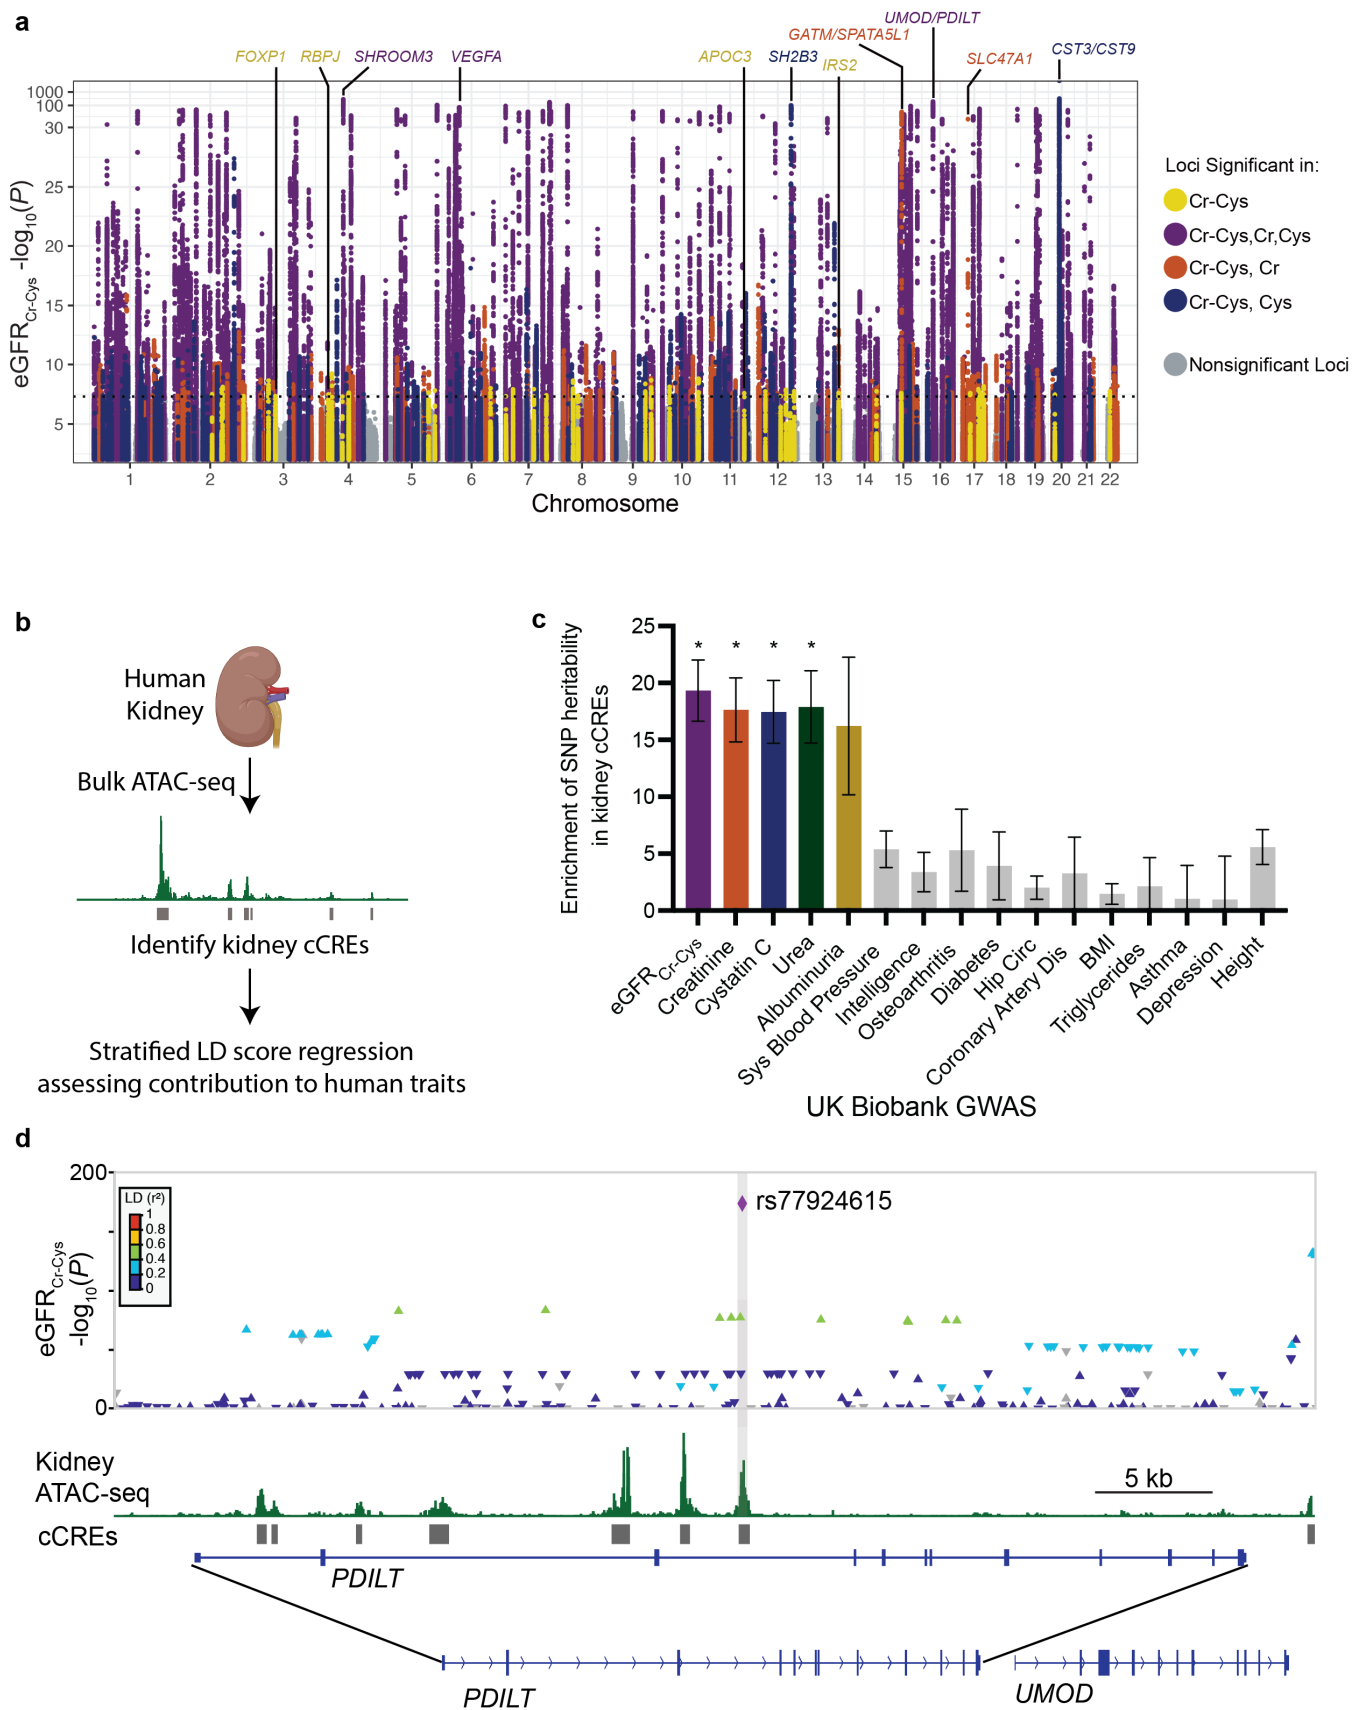 a
UMOD/PDILT
GATM/SPATA5L1
FOXP1 RBPJ SHROOM3 VEGFA APOC3 SH2B3 IRS2 SLC47A1 CST3/CST9
eGFRCr-Cys -log10(P)
1000
100
30
25
20
15
10
5
1 2 3 4 5 6 7 8 9 10 11 12 13 14 15 16 17 18 19 20 21 22
Chromosome
Loci Significant in:
Cr-Cys
Cr-Cys,Cr,Cys
Cr-Cys, Cr
Cr-Cys, Cys
Nonsignificant Loci
b
Human
Kidney
Bulk ATAC-seq
Identify kidney cCREs
Stratified LD score regression
assessing contribution to human traits
c
Enrichment of SNP heritability
in kidney cCREs
25
20
15
10
5
0
* * * *
eGFRCr-Cys
Creatinine
Cystatin C
Urea
Albuminuria
Sys Blood Pressure
Intelligence
Osteoarthritis
Diabetes
Hip Circ
Coronary Artery Dis
BMI
Triglycerides
Asthma
Depression
Height
UK Biobank GWAS
d
200
0
eGFRCr-Cys
-log10(P)
LD (r²)
1
0.8
0.6
0.4
0.2
0
rs77924615
Kidney
ATAC-seq
5 kb
cCREs
PDILT
PDILT
UMOD